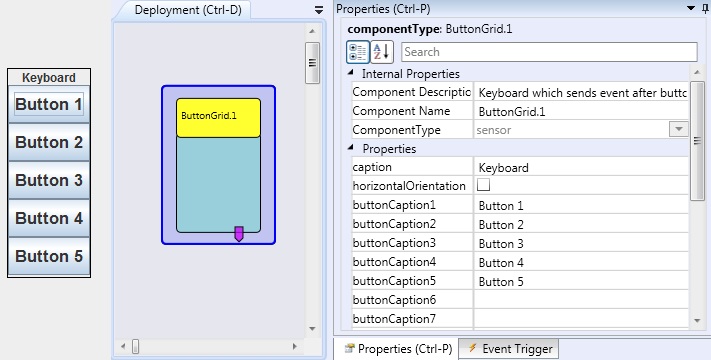 Keyboard
Button 1
Button 2
Button 3
Button 4
Button 5
Deployment (Ctrl-D)
ButtonGrid.1
Properties (Ctrl-P)
componentType: ButtonGrid.1
A Z
Search
Internal Properties
Component Descriptio Keyboard which sends event after buttc
Component Name ButtonGrid.1
ComponentType sensor
Properties
caption Keyboard
horizontalOrientation
buttonCaption1 Button 1
buttonCaption2 Button 2
buttonCaption3 Button 3
buttonCaption4 Button 4
buttonCaption5 Button 5
buttonCaption6
buttonCaption7
Properties (Ctrl-P) Event Trigger